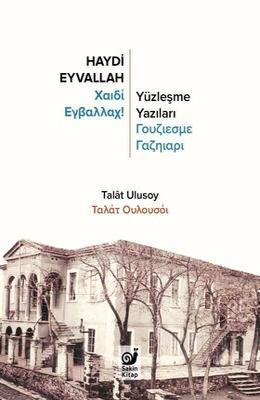 HAYDİ
EYVALLAH
Χαιδί
Εγβαλλαχ!
Yüzleşme
Yazıları
Γουζιεσμε
Γαζηιαρι
Talât Ulusoy
Ταλάτ Ουλουσόι
Sakin
Kitap